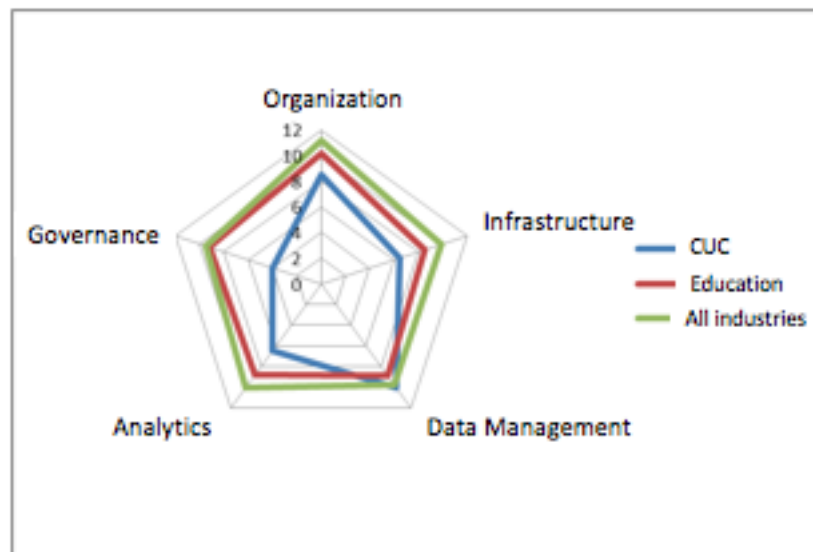 Organization
12
10
8
6
4
2
0
Infrastructure
Governance
CUC
Education
All industries
Analytics
Data Management